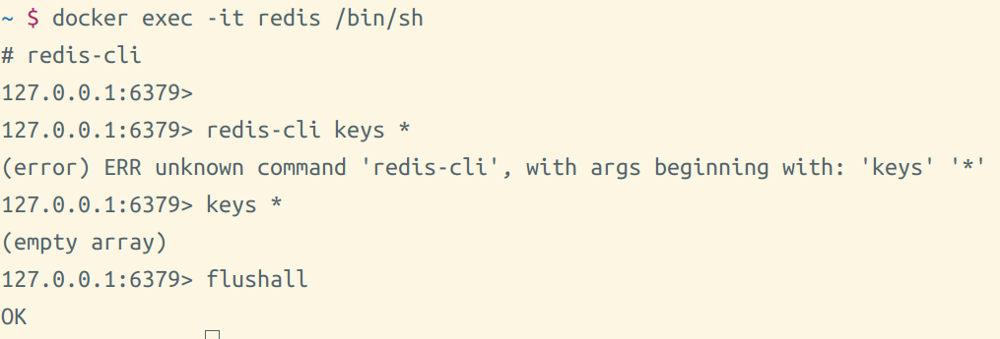 ~ $ docker exec -it redis /bin/sh
# redis-cli
127.0.0.1:6379>
127.0.0.1:6379> redis-cli keys *
(error) ERR unknown command 'redis-cli', with args beginning with: 'keys' '*'
127.0.0.1:6379> keys *
(empty array)
127.0.0.1:6379> flushall
OK